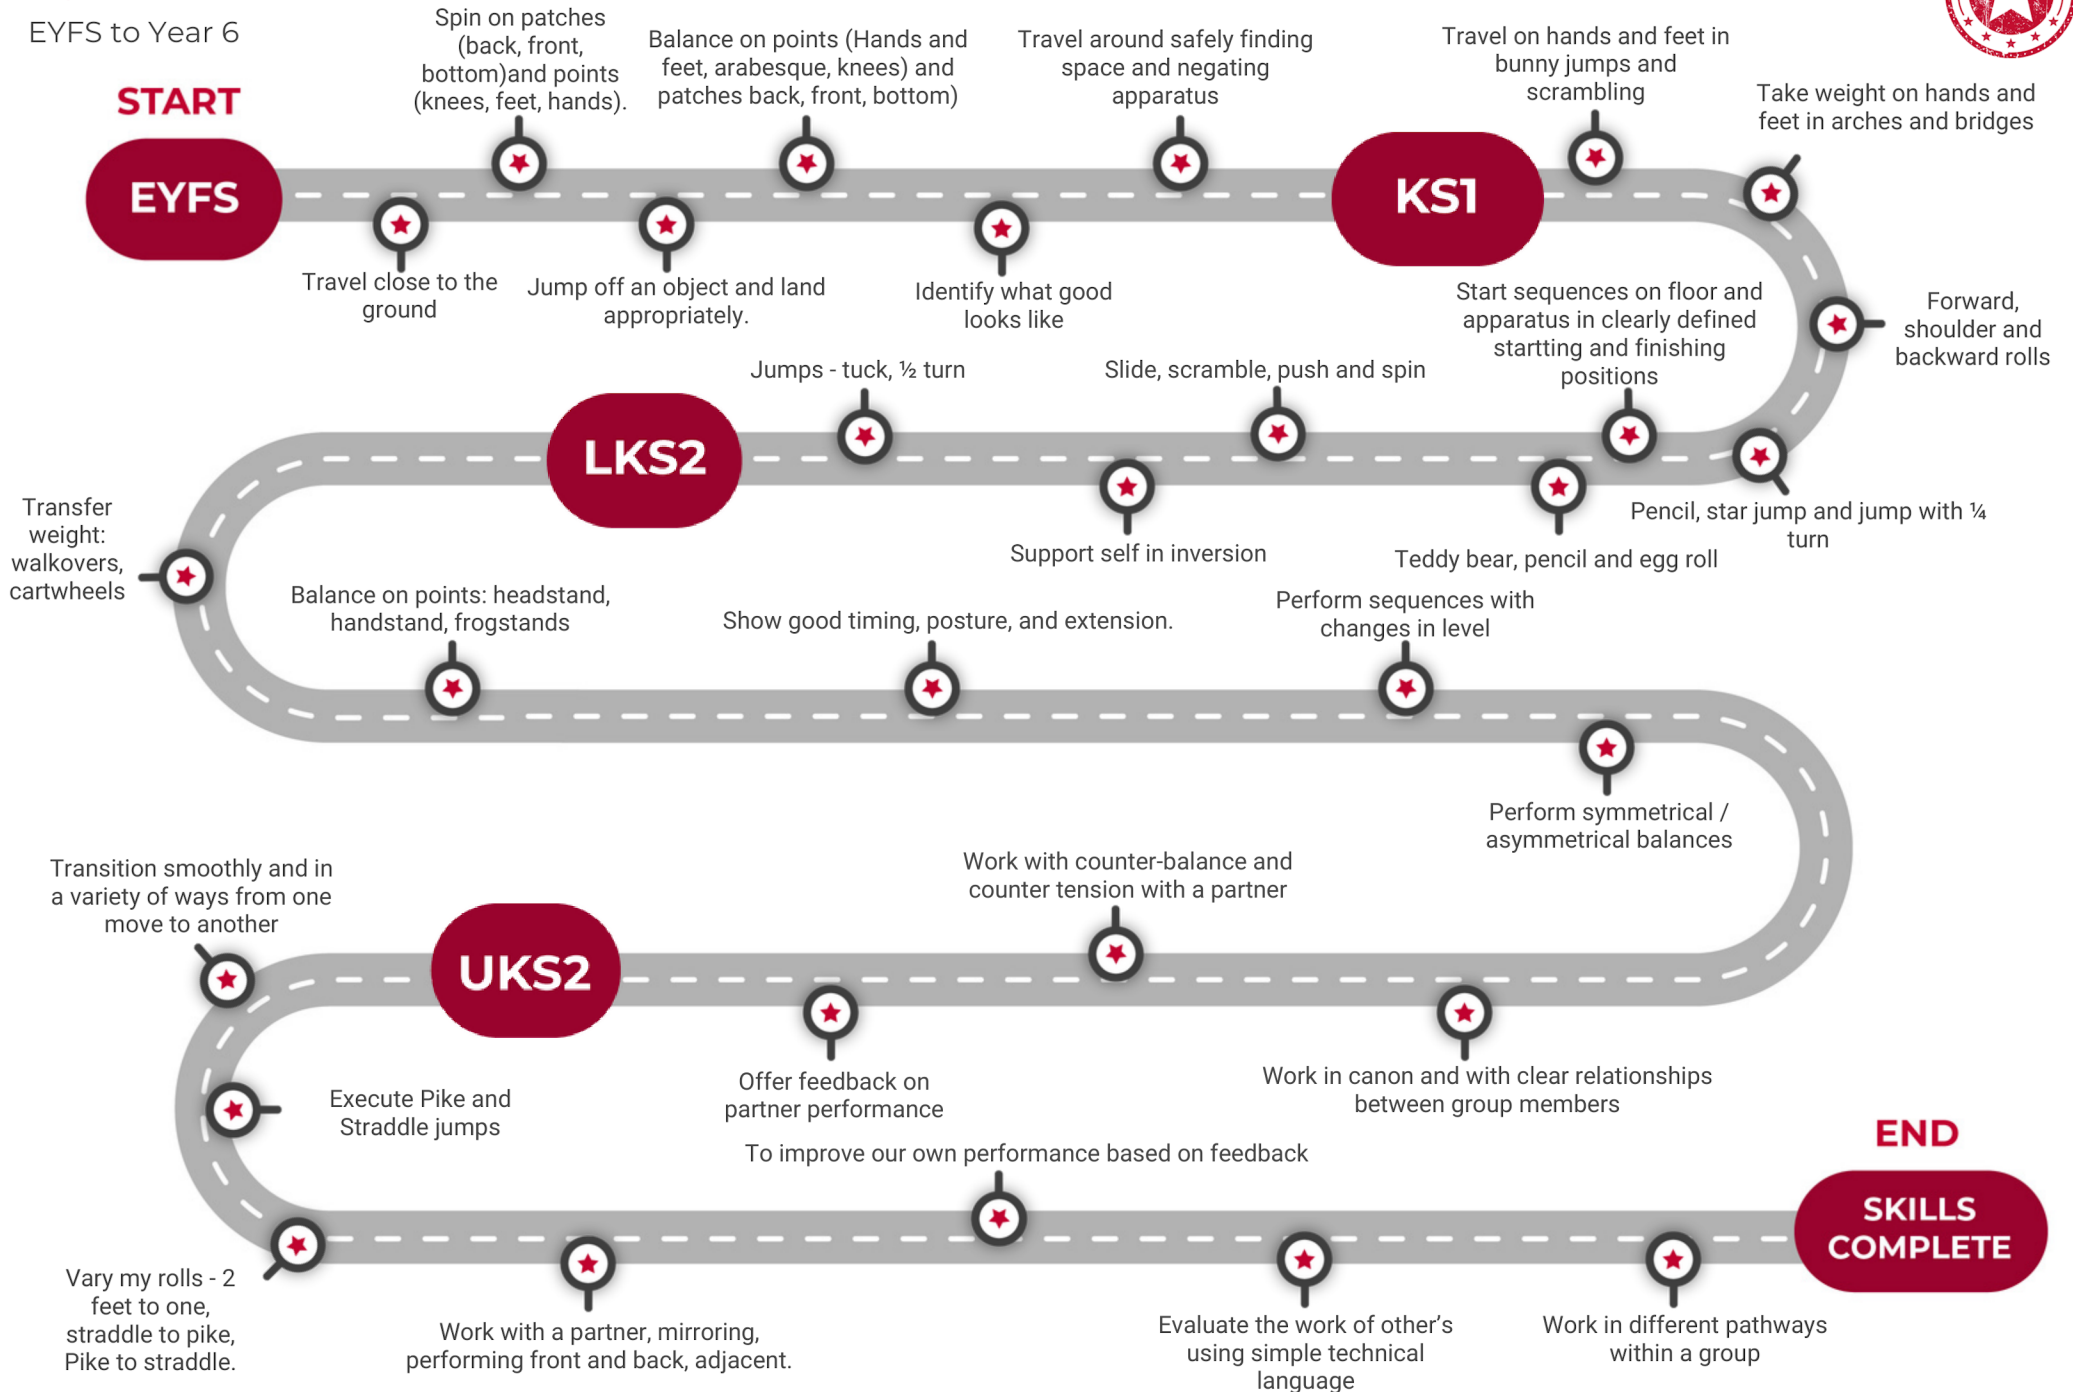 EYFS to Year 6
START
EYFS
Travel close to the
ground
Spin on patches
(back, front,
bottom)and points
(knees, feet, hands).
Jump off an object and land
appropriately.
Balance on points (Hands and
feet, arabesque, knees) and
patches back, front, bottom)
Identify what good
looks like
Travel around safely finding
space and negating
apparatus
KS1
Travel on hands and feet in
bunny jumps and
scrambling
Take weight on hands and
feet in arches and bridges
Forward,
shoulder and
backward rolls
Pencil, star jump and jump with ¼
turn
Start sequences on floor and
apparatus in clearly defined
startting and finishing
positions
Teddy bear, pencil and egg roll
Slide, scramble, push and spin
Support self in inversion
Jumps - tuck, ½ turn
LKS2
Transfer
weight:
walkovers,
cartwheels
Balance on points: headstand,
handstand, frogstands
Show good timing, posture, and extension.
Perform sequences with
changes in level
Perform symmetrical /
asymmetrical balances
Work in canon and with clear relationships
between group members
Work with counter-balance and
counter tension with a partner
Offer feedback on
partner performance
UKS2
Transition smoothly and in
a variety of ways from one
move to another
Execute Pike and
Straddle jumps
Vary my rolls - 2
feet to one,
straddle to pike,
Pike to straddle.
Work with a partner, mirroring,
performing front and back, adjacent.
To improve our own performance based on feedback
Evaluate the work of other's
using simple technical
language
Work in different pathways
within a group
END
SKILLS
COMPLETE